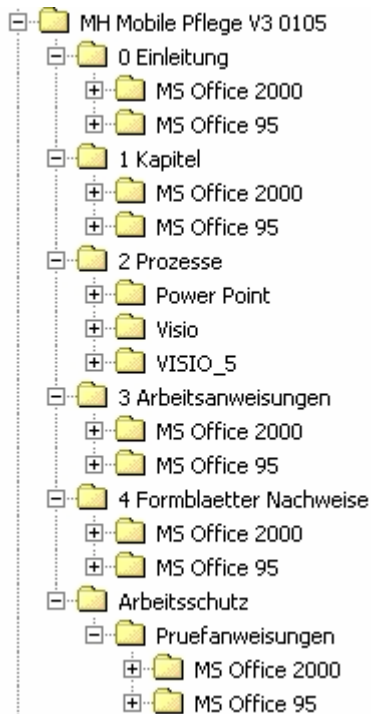 MH Mobile Pflege V3 0105
0 Einleitung
MS Office 2000
MS Office 95
1 Kapitel
MS Office 2000
MS Office 95
2 Prozesse
Power Point
Visio
VISIO_5
3 Arbeitsanweisungen
MS Office 2000
MS Office 95
4 Formblaetter Nachweise
MS Office 2000
MS Office 95
Arbeitsschutz
Pruefanweisungen
MS Office 2000
MS Office 95